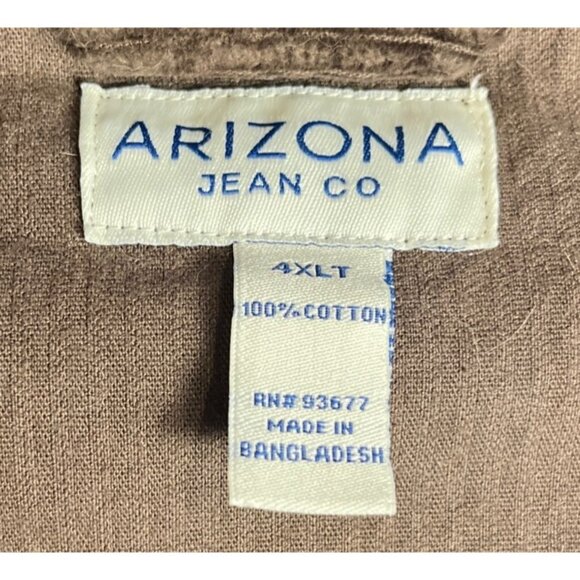 ARIZONA
JEAN CO
4XLT
100% COTTON
RN# 93677
MADE IN
BANGLADESH